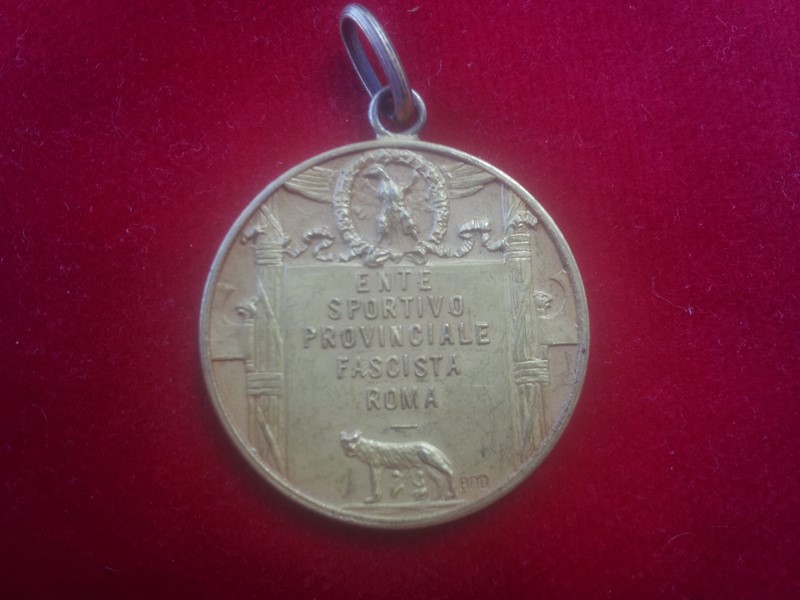 ENTE
SPORTIVO
PROVINCIALE
FASCISTA
ROMA